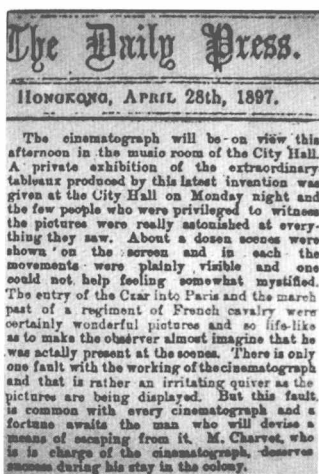 The Daily Press.
HONGKONG, APRIL 28th, 1897.
The cinematograph will be on view this
afternoon in the music room of the City Hall.
A private exhibition of the extraordinary
tableaux produced by this latest invention was
given at the City Hall on Monday night and
the few people who were privileged to witness
the pictures were really astonished at every-
thing they saw. About a dozen scenes were
shown on the screen and in each the
movements were plainly visible and one
could not help feeling somewhat mystified.
The entry of the Czar into Paris and the march
past of a regiment of French cavalry were
certainly wonderful pictures and so life-like
as to make the observer almost imagine that he
was actally present at the scenes. There is only
one fault with the working of the cinematograph
and that is rather an irritating quiver as the
pictures are being displayed. But this fault
is common with every cinematograph and a
fortune awaits the man who will devise a
means of escaping from it. M. Charvet, who
is is charge of the cinematograph, deserves
success during his stay in the colony.